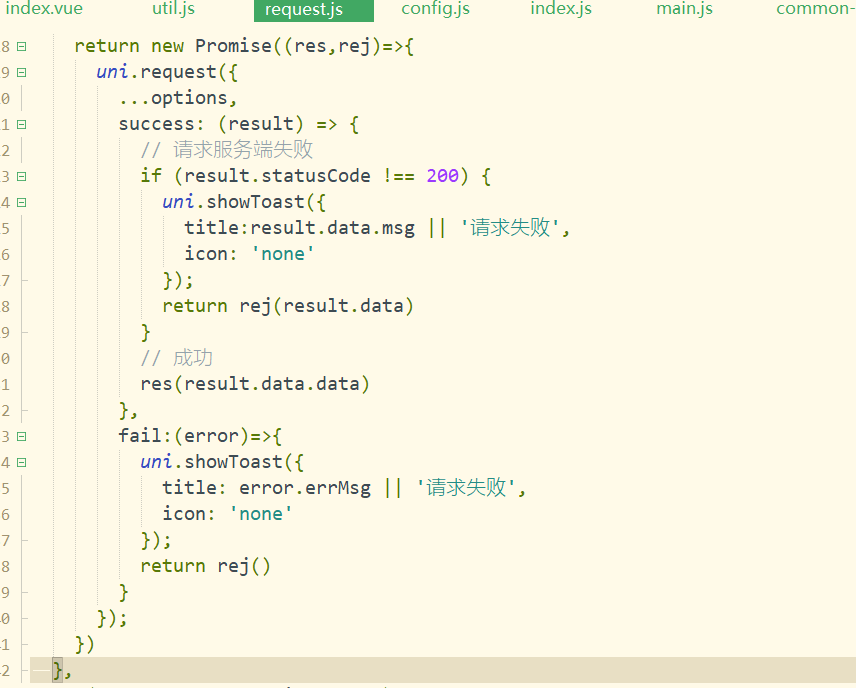 index.vue util.js request.js config.js index.js main.js common-
8 return new Promise((res,rej)=>{
9 uni.request({
0 ...options,
1 success: (result) => {
2 // 请求服务端失败
3 if (result.statusCode !== 200) {
4 uni.showToast({
5 title:result.data.msg || '请求失败',
6 icon: 'none'
7 });
8 return rej(result.data)
9 }
0 // 成功
1 res(result.data.data)
2 },
3 fail:(error)=>{
4 uni.showToast({
5 title: error.errMsg || '请求失败',
6 icon: 'none'
7 });
8 return rej()
9 }
0 });
1 })
2 },